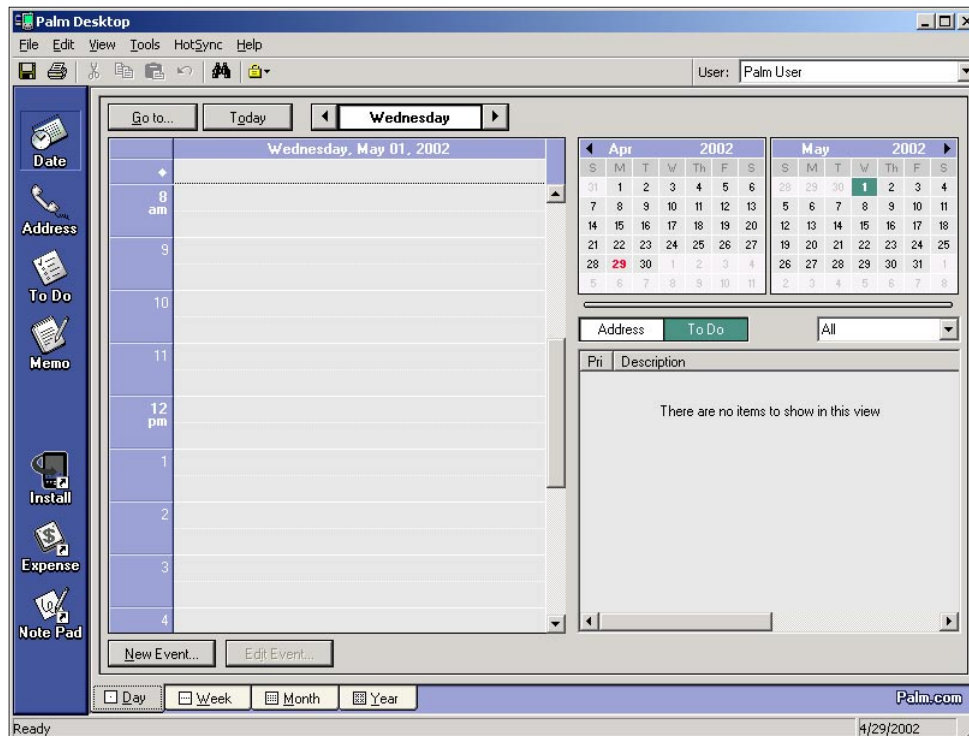 Palm Desktop
File Edit View Tools HotSync Help
User: Palm User
Go to... Today Wednesday
Wednesday, May 01, 2002
8 am
9
10
11
12 pm
1
2
3
4
Date
Address
To Do
Memo
Install
Expense
Note Pad
Apr 2002
S M T W Th F S
31 1 2 3 4 5 6
7 8 9 10 11 12 13
14 15 16 17 18 19 20
21 22 23 24 25 26 27
28 29 30 1 2 3 4
5 6 7 8 9 10 11
May 2002
S M T W Th F S
28 29 30 1 2 3 4
5 6 7 8 9 10 11
12 13 14 15 16 17 18
19 20 21 22 23 24 25
26 27 28 29 30 31 1
2 3 4 5 6 7 8
Address To Do All
Pri Description
There are no items to show in this view
New Event... Edit Event...
Day Week Month Year
Palm.com
Ready 4/29/2002